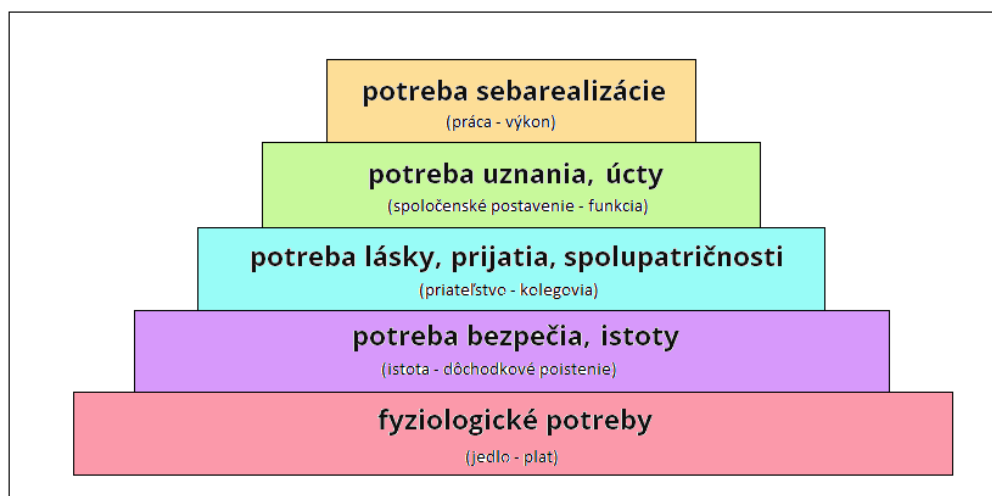 potreba sebarealizácie
(práca - výkon)
potreba uznania, úcty
(spoločenské postavenie - funkcia)
potreba lásky, prijatia, spolupatričnosti
(priateľstvo - kolegovia)
potreba bezpečia, istoty
(istota - dôchodkové poistenie)
fyziologické potreby
(jedlo - plat)